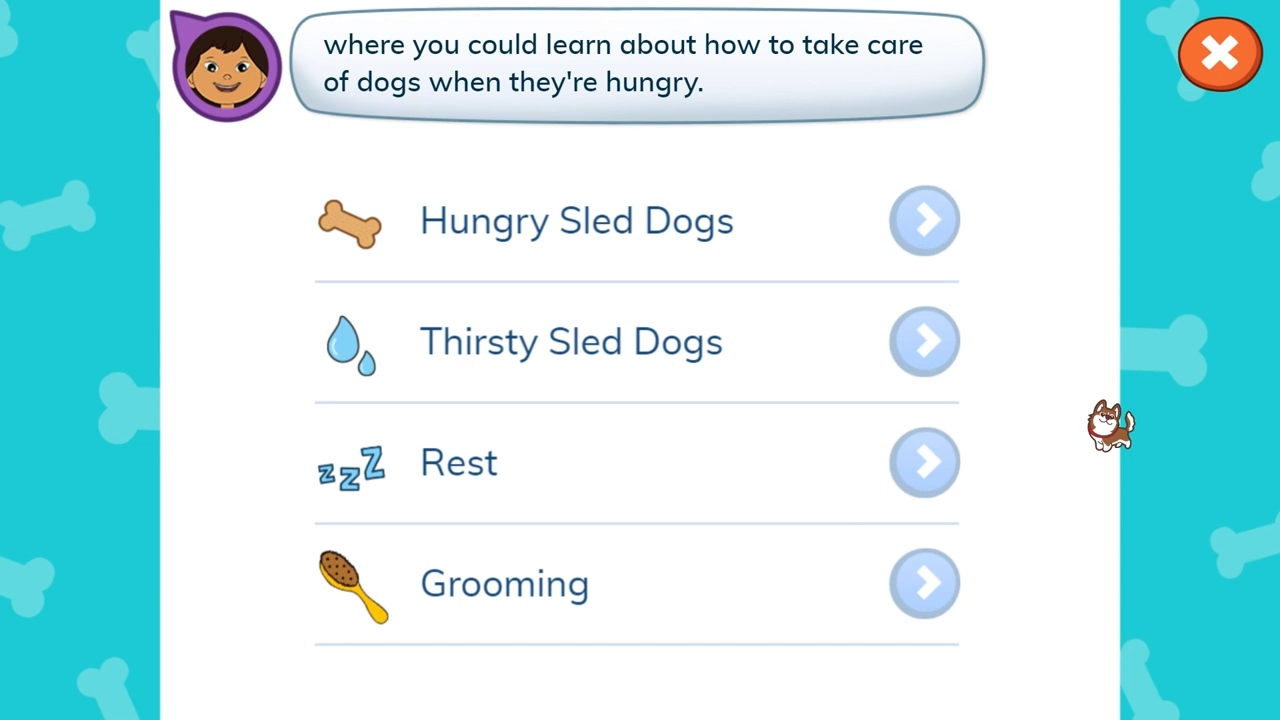 where you could learn about how to take care
of dogs when they're hungry.
Hungry Sled Dogs
Thirsty Sled Dogs
zzz
Rest
Grooming